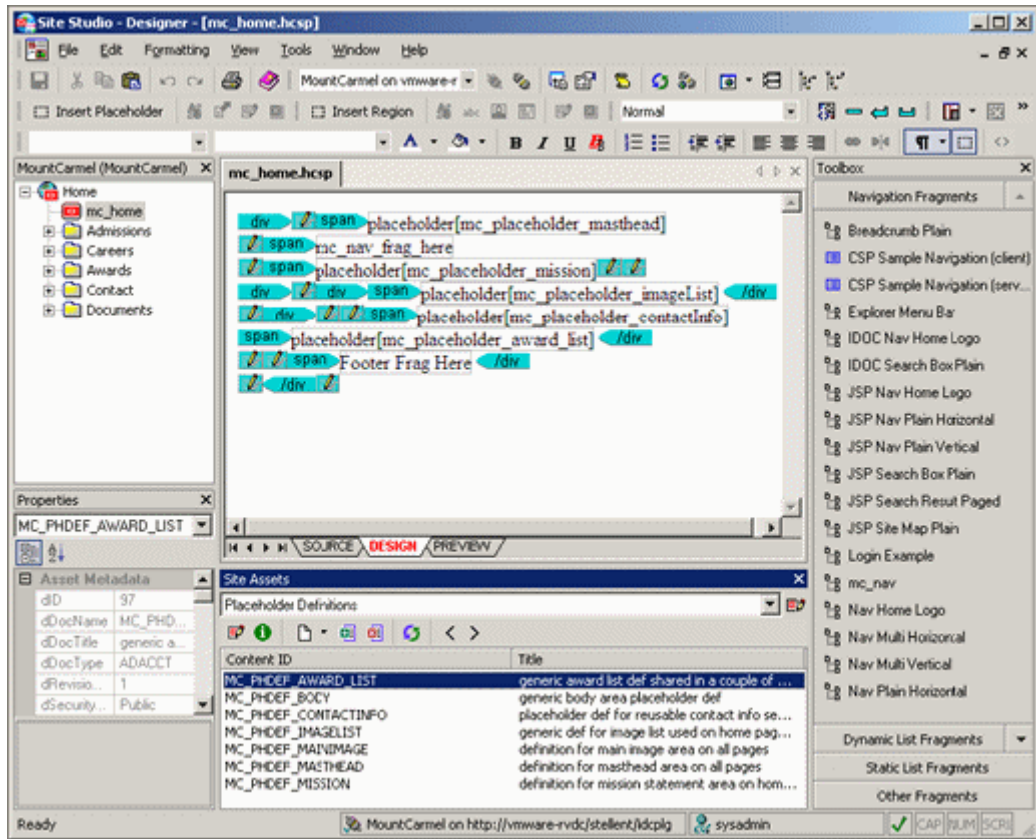 Site Studio - Designer - [mc_home.hcsp]
File Edit Formatting View Tools Window Help
MountCarmel on vmware-r
Insert Placeholder Insert Region abc Normal
A B I U
MountCarmel (MountCarmel)
Home
mc_home
Admissions
Careers
Awards
Contact
Documents
mc_home.hcsp
div span placeholder[mc_placeholder_masthead]
span mc_nav_frag_here
span placeholder[mc_placeholder_mission]
div div span placeholder[mc_placeholder_imageList] /div
div span placeholder[mc_placeholder_contactInfo]
span placeholder[mc_placeholder_award_list] /div
span Footer Frag Here /div
/div
SOURCE DESIGN PREVIEW
Toolbox
Navigation Fragments
Breadcrumb Plain
CSP Sample Navigation (client)
CSP Sample Navigation (serv...
Explorer Menu Bar
IDOC Nav Home Logo
IDOC Search Box Plain
JSP Nav Home Logo
JSP Nav Plain Horizontal
JSP Nav Plain Vertical
JSP Search Box Plain
JSP Search Resut Paged
JSP Site Map Plain
Login Example
mc_nav
Nav Home Logo
Nav Multi Horizorcal
Nav Multi Vertical
Nav Plain Horizontal
Dynamic List Fragments
Static List Fragments
Other Fragments
Properties
MC_PHDEF_AWARD_LIST
Asset Metadata
dID 97
dDocName MC_PHD...
dDocTitle generic a...
dDocType ADACCT
dRevisio... 1
dSecurity... Public
Site Assets
Placeholder Definitions
Content ID Title
MC_PHDEF_AWARD_LIST generic award list def shared in a couple of ...
MC_PHDEF_BODY generic body area placeholder def
MC_PHDEF_CONTACTINFO placeholder def for reusable contact info se...
MC_PHDEF_IMAGELIST generic def for image list used on home pag...
MC_PHDEF_MAINIMAGE definition for main image area on all pages
MC_PHDEF_MASTHEAD definition for masthead area on all pages
MC_PHDEF_MISSION definition for mission statement area on hom...
Ready MountCarmel on http://vmware-rvdc/stellent/idcplg sysadmin CAP NUM SCRL